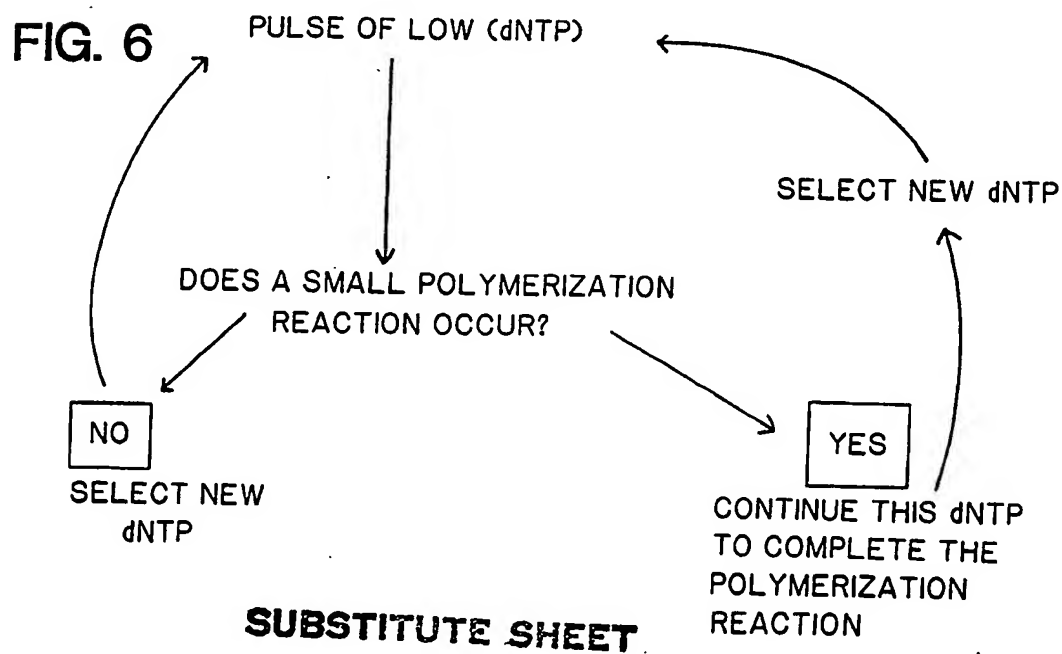 FIG. 6
PULSE OF LOW (dNTP)
SELECT NEW dNTP
DOES A SMALL POLYMERIZATION
REACTION OCCUR?
NO
SELECT NEW
dNTP
YES
CONTINUE THIS dNTP
TO COMPLETE THE
POLYMERIZATION
REACTION
SUBSTITUTE SHEET